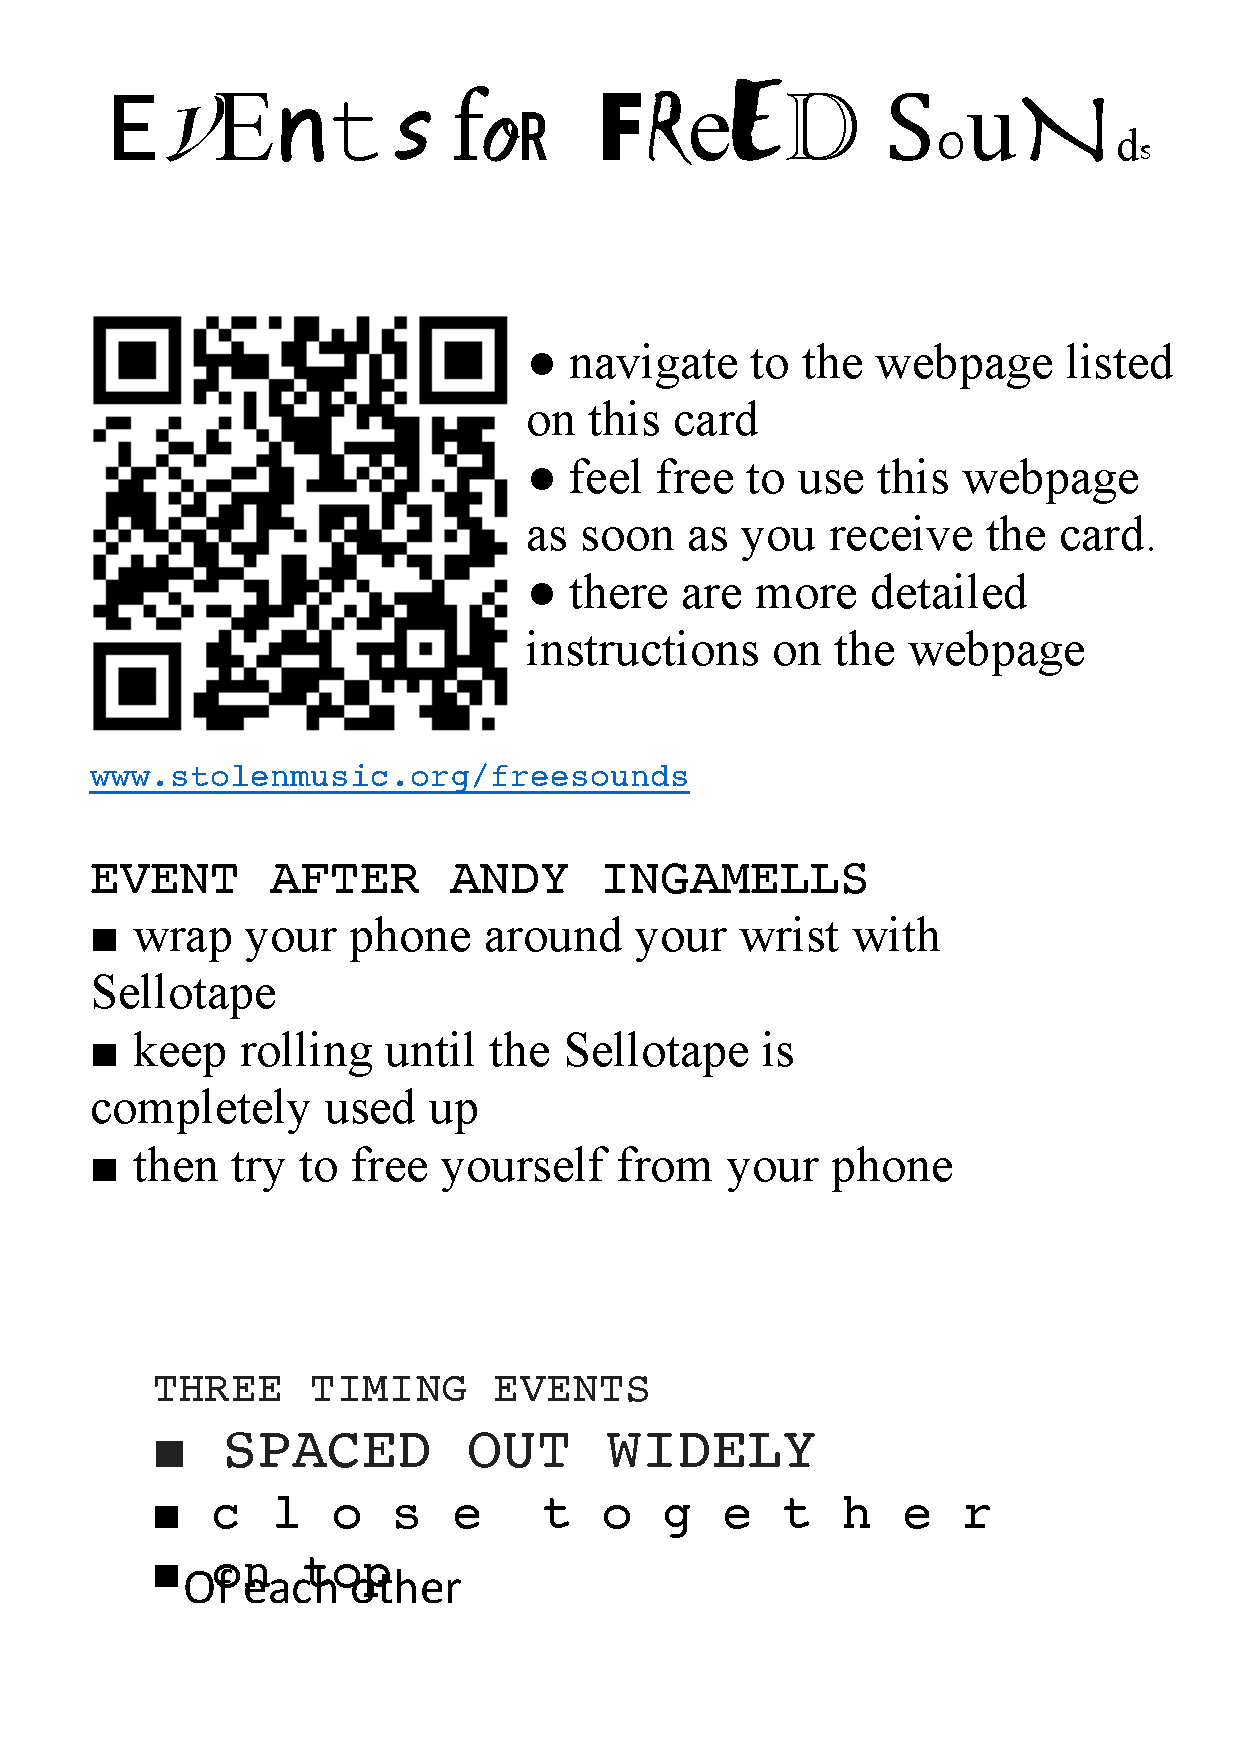 EVEnts foR FReED SouNds
● navigate to the webpage listed
on this card
● feel free to use this webpage
as soon as you receive the card.
● there are more detailed
instructions on the webpage
www.stolenmusic.org/freesounds
EVENT AFTER ANDY INGAMELLS
■ wrap your phone around your wrist with
Sellotape
■ keep rolling until the Sellotape is
completely used up
■ then try to free yourself from your phone
THREE TIMING EVENTS
■ SPACED OUT WIDELY
■ c l o s e t o g e t h e r
■ on top
Of each other